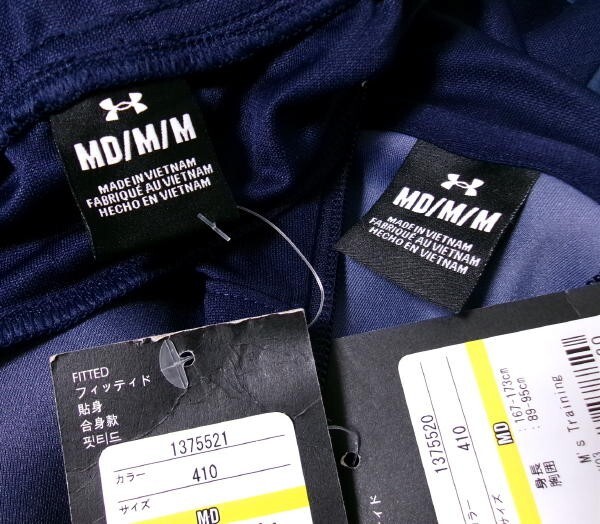 MD/M/M
MADE IN VIETNAM
FABRIQUÉ AU VIETNAM
HECHO EN VIETNAM
MD/M/M
MADE IN VIETNAM
FABRIQUÉ AU VIETNAM
HECHO EN VIETNAM
FITTED
フィッティド
貼身
合身款
핏티드
1375521
カラー
410
サイズ
MD
1375520
410
MD
:167-173cm
:89-95cm
身長
胸囲
M's Training